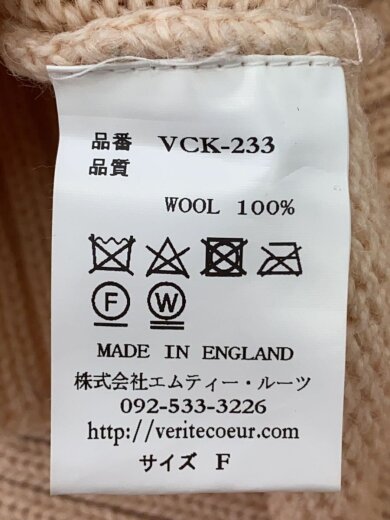 品番 VCK-233
品質
WOOL 100%
F W
MADE IN ENGLAND
株式会社エムティー・ルーツ
092-533-3226
http://veritecoeur.com
サイズ F